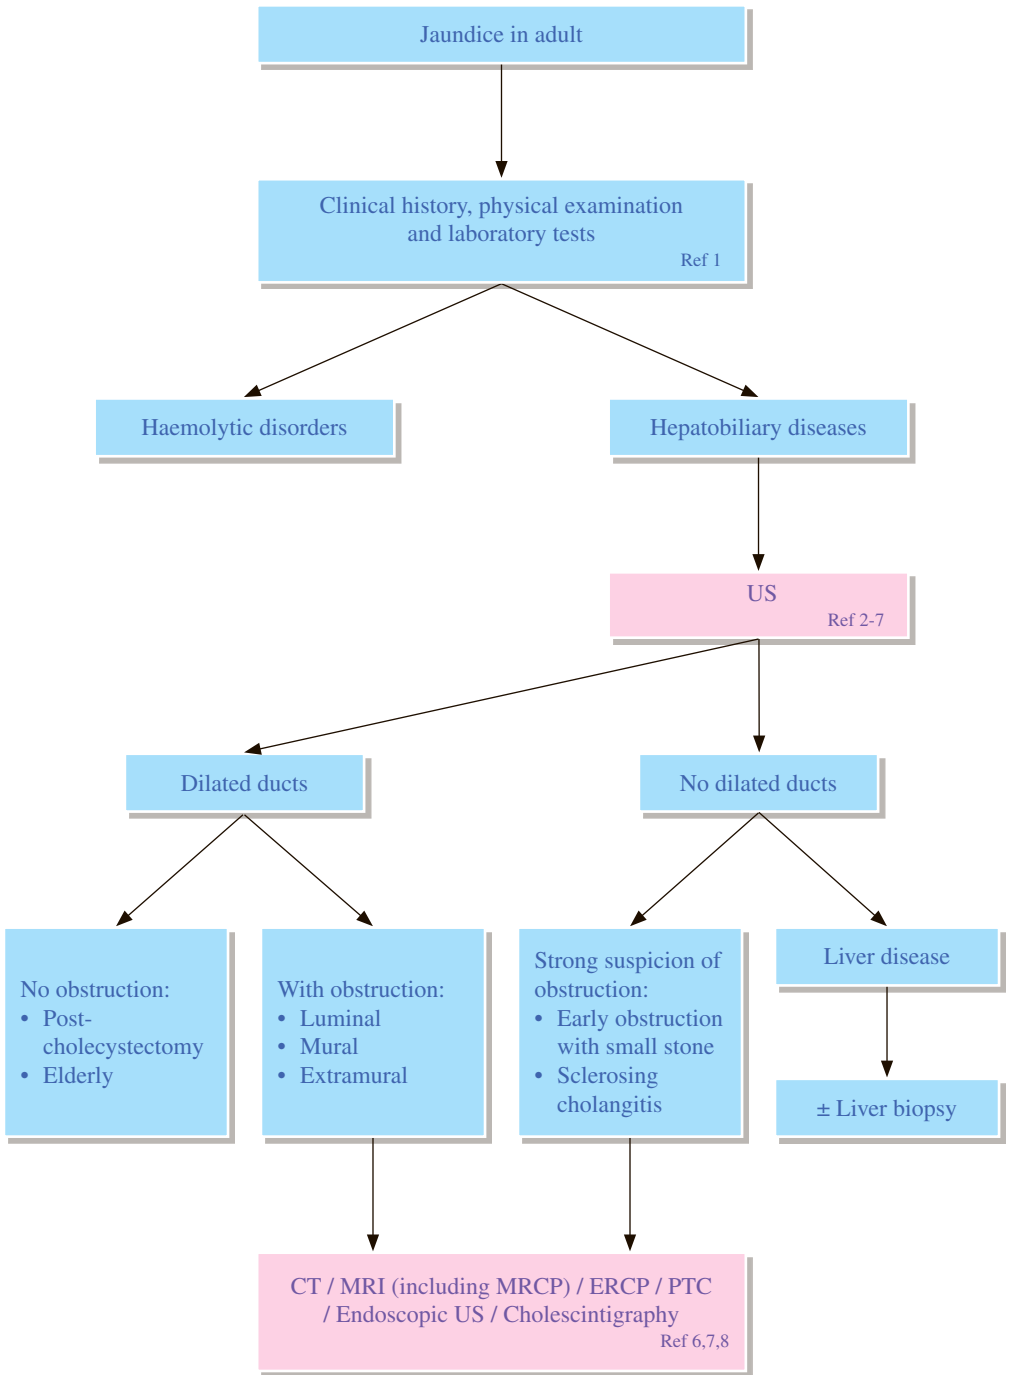 Jaundice in adult
Clinical history, physical examination
and laboratory tests
Ref 1
Haemolytic disorders
Hepatobiliary diseases
US
Ref 2-7
Dilated ducts
No dilated ducts
No obstruction:
• Post-
cholecystectomy
• Elderly
With obstruction:
• Luminal
• Mural
• Extramural
Strong suspicion of
obstruction:
• Early obstruction
with small stone
• Sclerosing
cholangitis
Liver disease
± Liver biopsy
CT / MRI (including MRCP) / ERCP / PTC
/ Endoscopic US / Cholescintigraphy
Ref 6,7,8